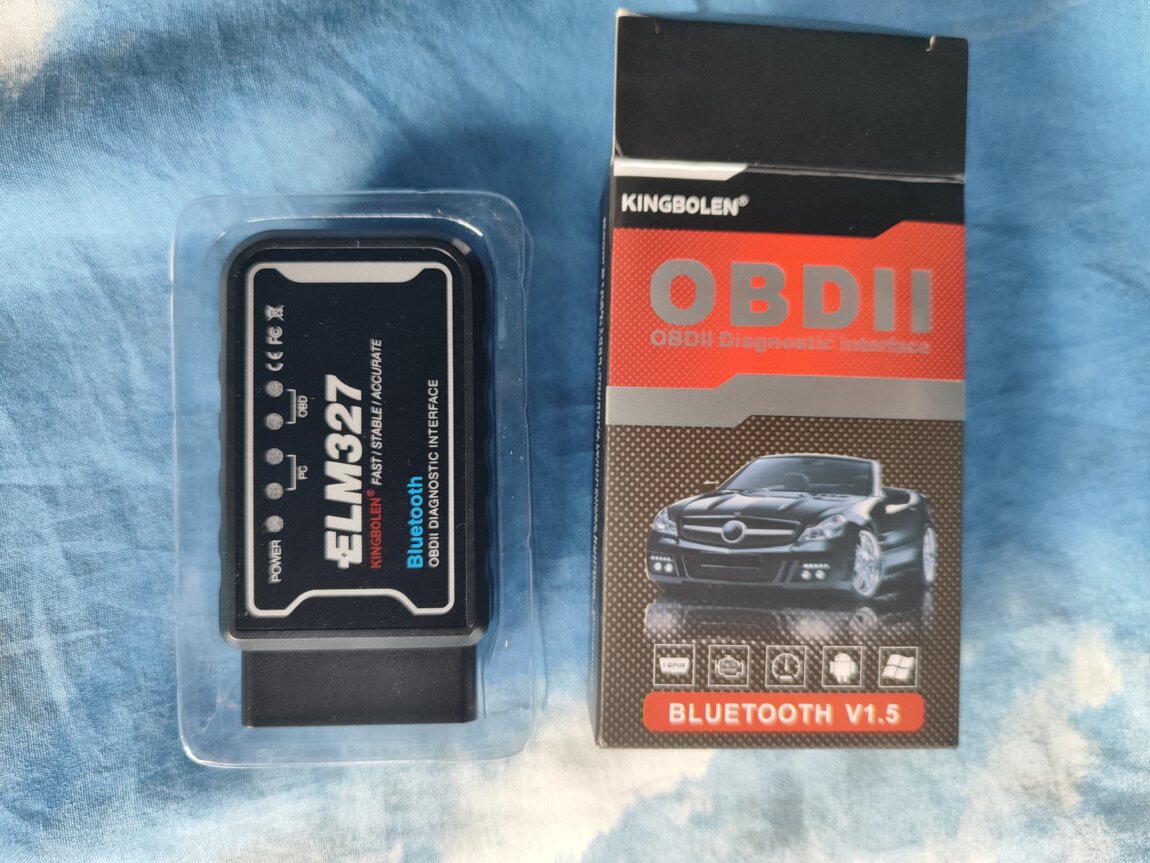 POWER
PC
OBD
CE FC
ELM327
KINGBOLEN® FAST / STABLE / ACCURATE
Bluetooth
OBDII DIAGNOSTIC INTERFACE
KINGBOLEN®
OBDII
OBDII Diagnostic Interface
16PIN
BLUETOOTH V1.5